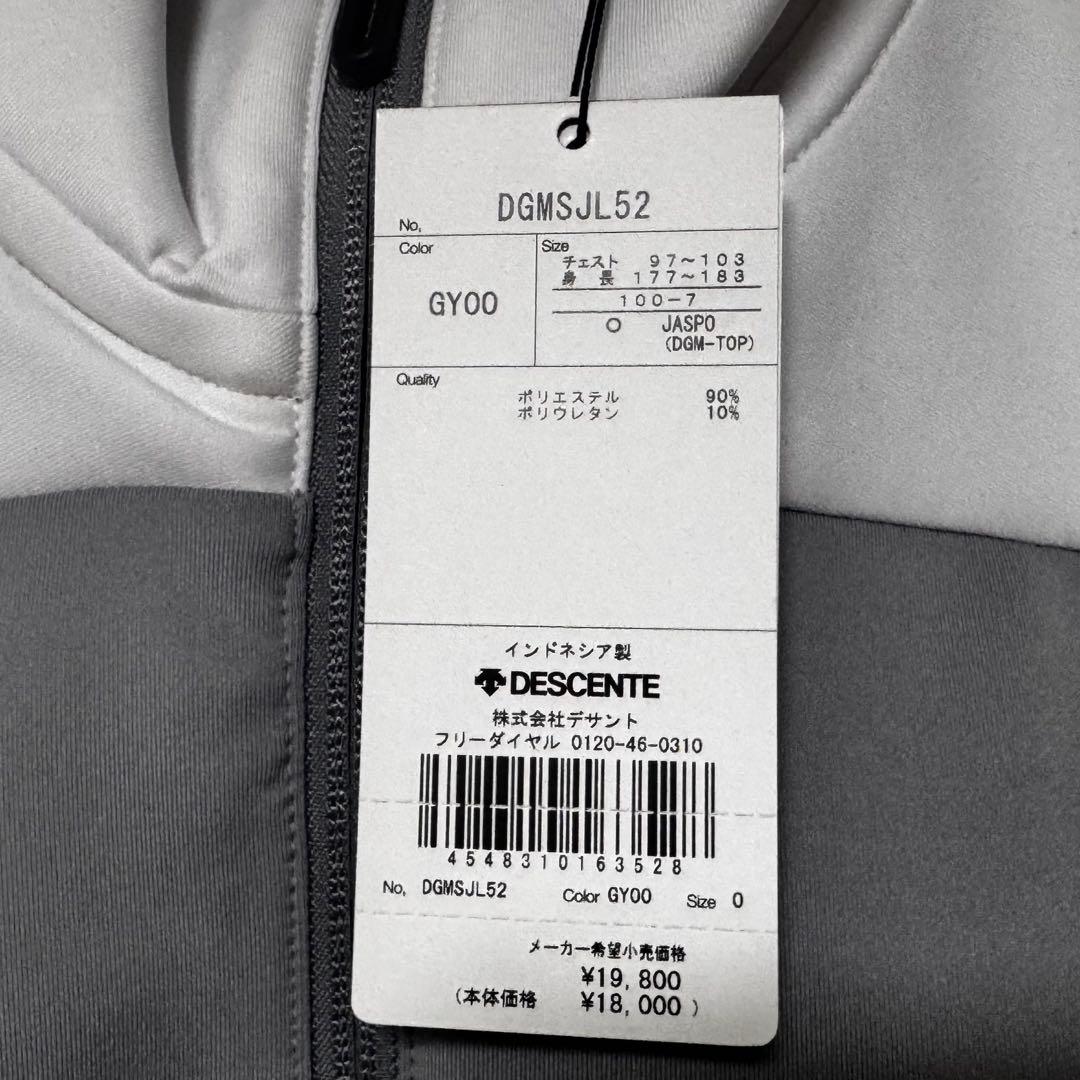 No. DGMSJL52
Color
GY00
Size
チェスト 97~103
身 長 177~183
100-7
O JASPO
(DGM-TOP)
Quality
ポリエステル 90%
ポリウレタン 10%
インドネシア製
DESCENTE
株式会社デサント
フリーダイヤル 0120-46-0310
4548310163528
No. DGMSJL52 Color GY00 Size O
メーカー希望小売価格
¥19,800
(本体価格 ¥18,000)